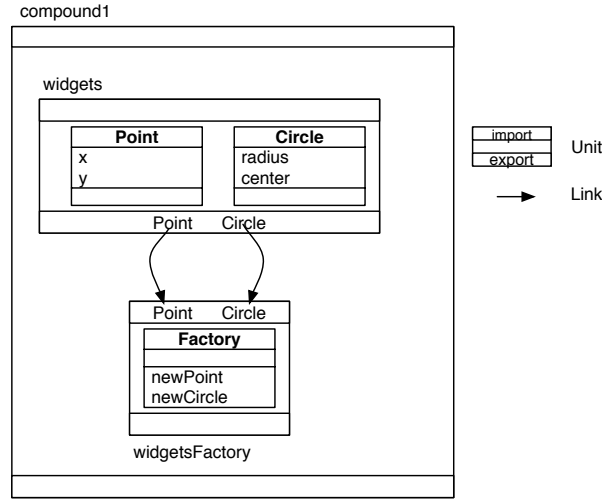 compound1
widgets
Point
x
y
Circle
radius
center
Point Circle
Point Circle
Factory
newPoint
newCircle
widgetsFactory
import
export
Unit
Link